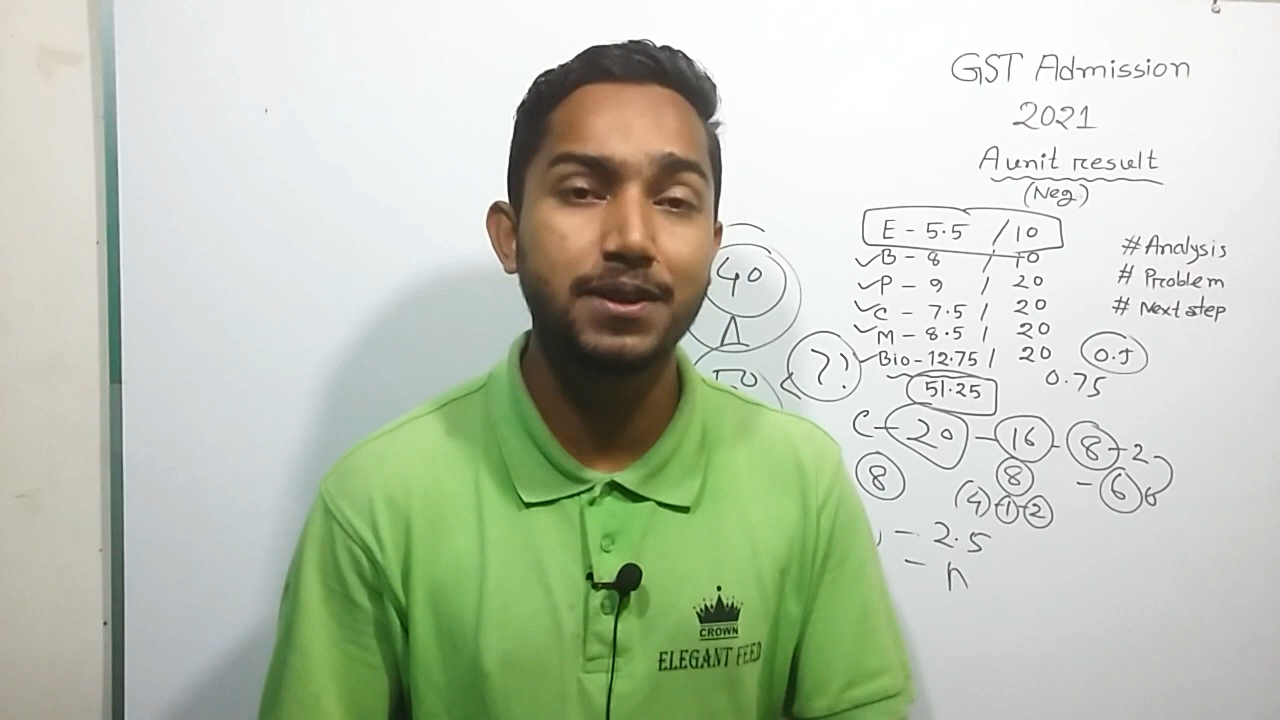 GST Admission
2021
A unit result
(Neg.)
E - 5.5 / 10
B - 8 / 10
P - 9 / 20
C - 7.5 / 20
M - 8.5 / 20
Bio - 12.75 / 20
51.25
0.5
0.75
# Analysis
# Problem
# Next step
40
50
7?
C - 20 - 16 - 8 - 2
8
8
- 6
(4) 1 - 2
- 2.5
CROWN
ELEGANT FEED